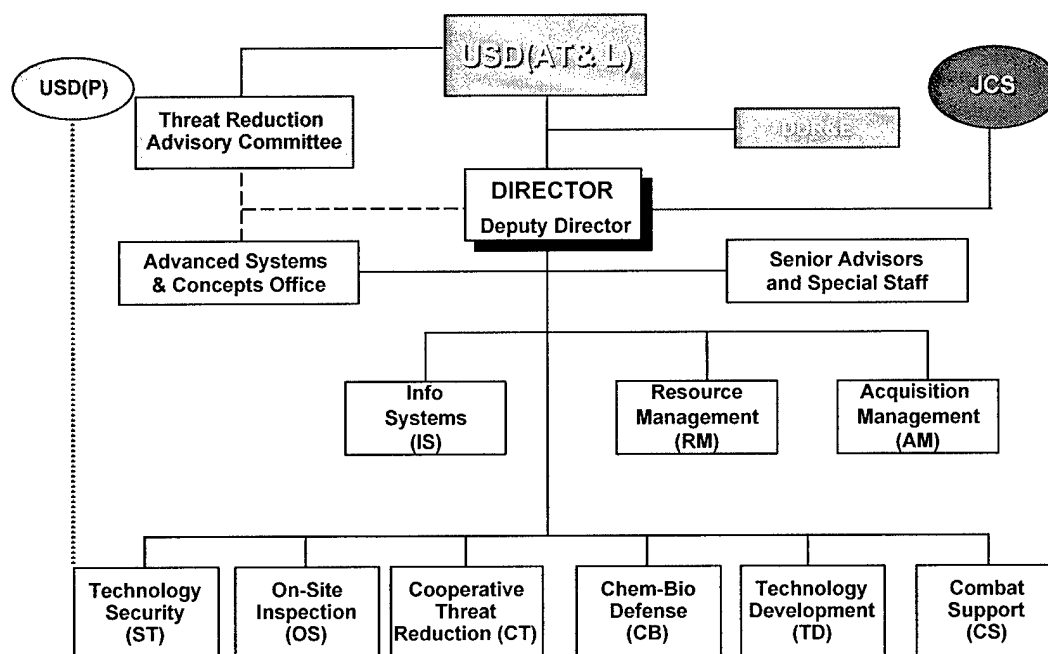 USD(AT& L)
USD(P)
JCS
Threat Reduction
Advisory Committee
DDR&E
DIRECTOR
Deputy Director
Advanced Systems
& Concepts Office
Senior Advisors
and Special Staff
Info
Systems
(IS)
Resource
Management
(RM)
Acquisition
Management
(AM)
Technology
Security
(ST)
On-Site
Inspection
(OS)
Cooperative
Threat
Reduction (CT)
Chem-Bio
Defense
(CB)
Technology
Development
(TD)
Combat
Support
(CS)